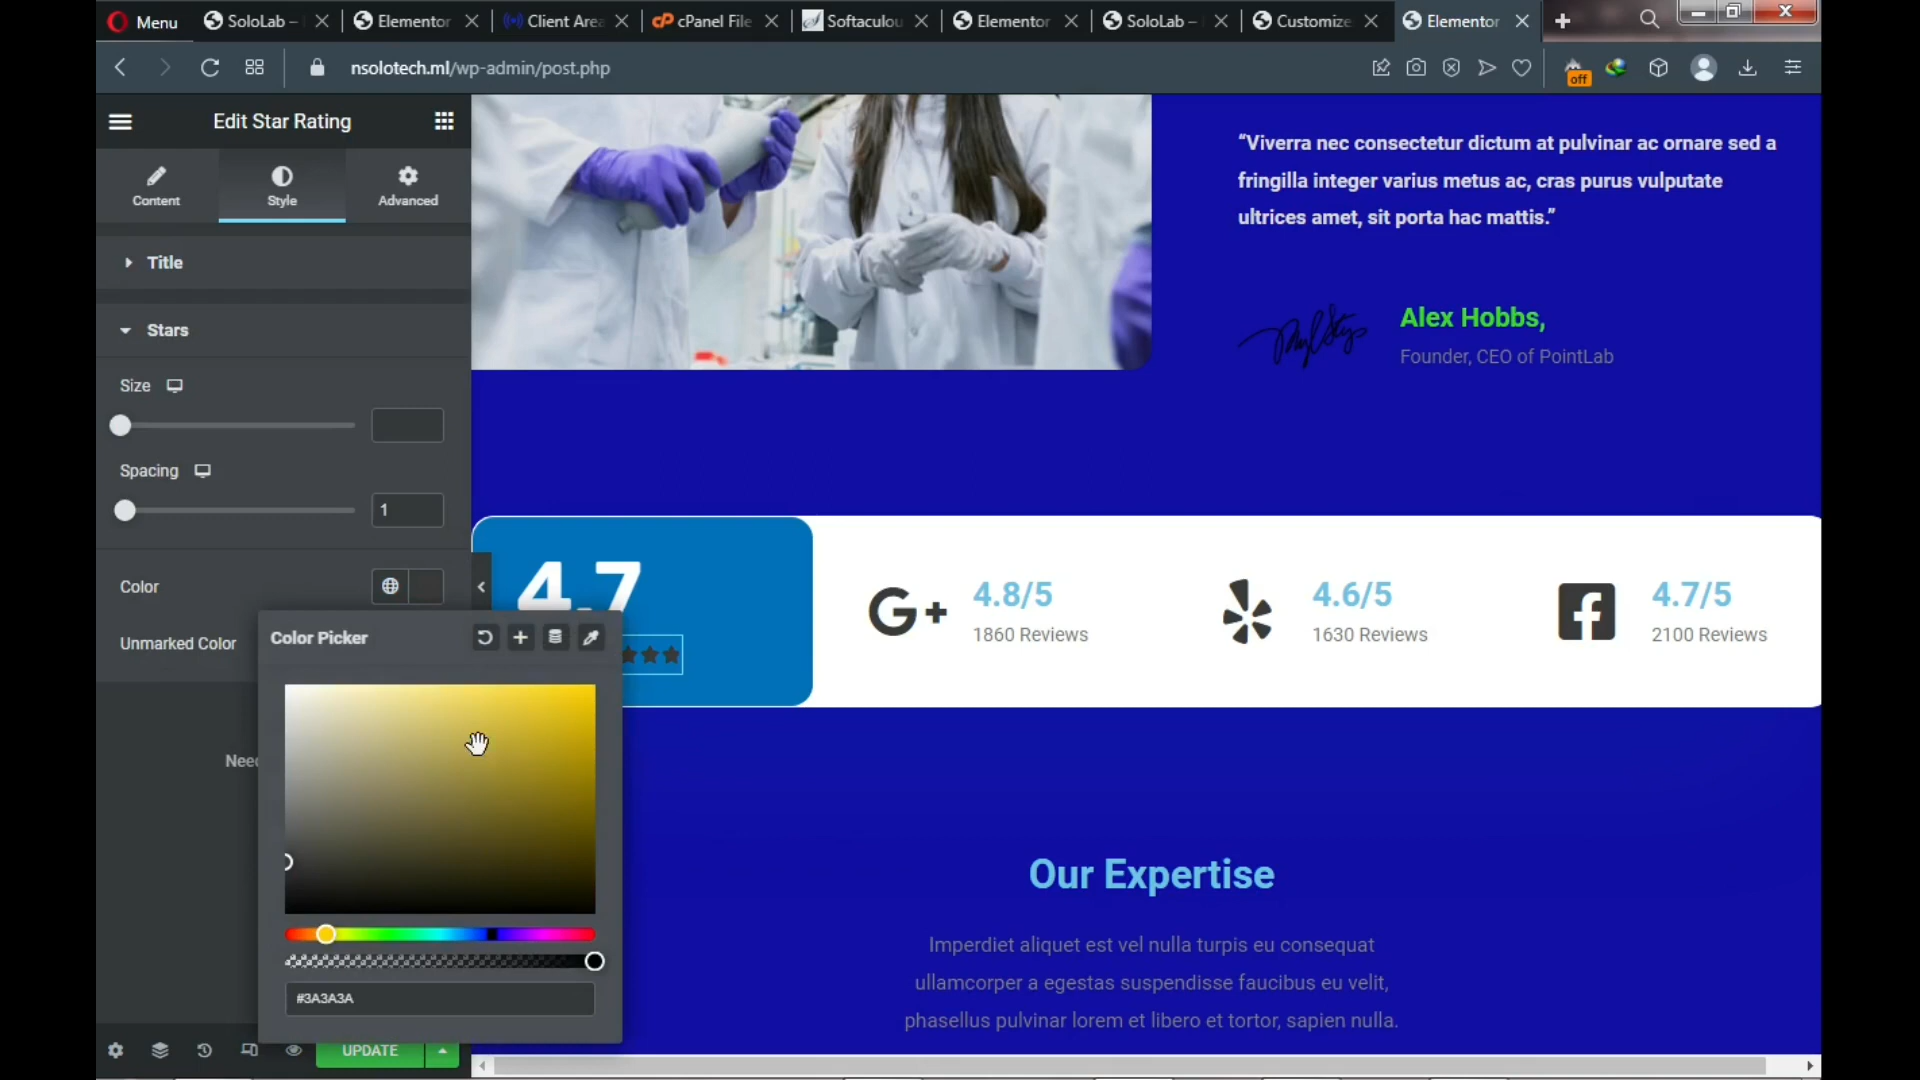 Menu
SoloLab –
Elementor
Client Area
cPanel File
Softaculou
Elementor
SoloLab –
Customize
Elementor
nsolotech.ml/wp-admin/post.php
off
Edit Star Rating
Content
Style
Advanced
Title
Stars
Size
Spacing
1
Color
Unmarked Color
Color Picker
#3A3A3A
UPDATE
“Viverra nec consectetur dictum at pulvinar ac ornare sed a
fringilla integer varius metus ac, cras purus vulputate
ultrices amet, sit porta hac mattis.”
Alex Hobbs,
Founder, CEO of PointLab
4.7
4.8/5
1860 Reviews
4.6/5
1630 Reviews
4.7/5
2100 Reviews
Our Expertise
Imperdiet aliquet est vel nulla turpis eu consequat
ullamcorper a egestas suspendisse faucibus eu velit,
phasellus pulvinar lorem et libero et tortor, sapien nulla.